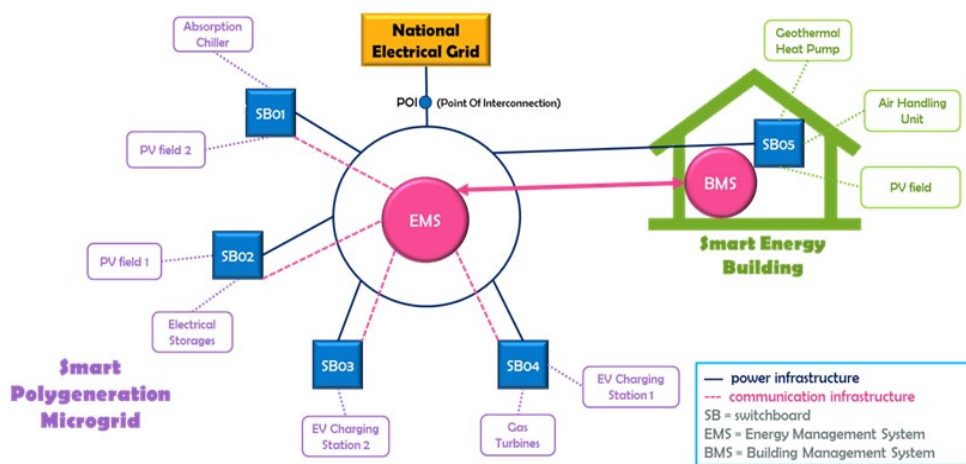 Absorption
Chiller
National
Electrical Grid
Geothermal
Heat Pump
POI
(Point Of Interconnection)
SB01
Air Handling
Unit
SB05
PV field 2
BMS
PV field
EMS
Smart Energy
Building
PV field 1
SB02
Electrical
Storages
Smart
Polygeneration
Microgrid
SB03
SB04
EV Charging
Station 1
EV Charging
Station 2
Gas
Turbines
power infrastructure
communication infrastructure
SB = switchboard
EMS = Energy Management System
BMS = Building Management System